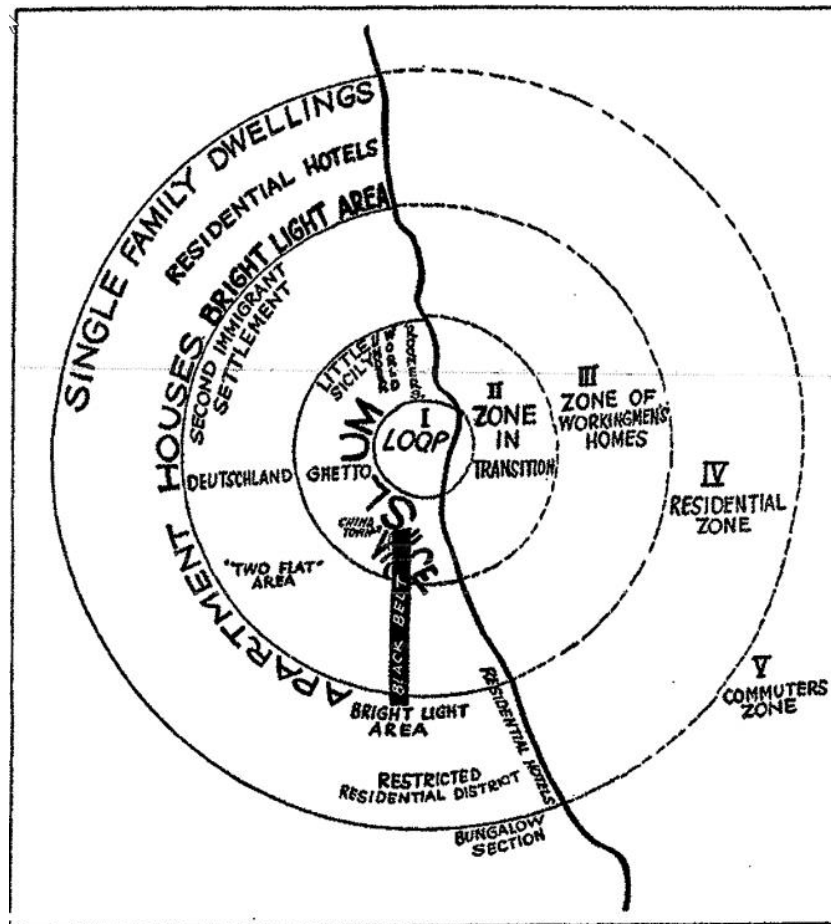 SINGLE FAMILY DWELLINGS
RESIDENTIAL HOTELS
BRIGHT LIGHT AREA
SECOND IMMIGRANT
SETTLEMENT
APARTMENT HOUSES
LITTLE
SICILY
UNDER
WORLD
ROOMERS
I
LOOP
II
ZONE
IN
TRANSITION
III
ZONE OF
WORKINGMEN'S
HOMES
IV
RESIDENTIAL
ZONE
V
COMMUTERS
ZONE
DEUTSCHLAND
GHETTO
SLUM
CHINA
TOWN
VICE
"TWO FLAT"
AREA
BLACK BELT
BRIGHT LIGHT
AREA
RESIDENTIAL HOTELS
RESTRICTED
RESIDENTIAL DISTRICT
BUNGALOW
SECTION